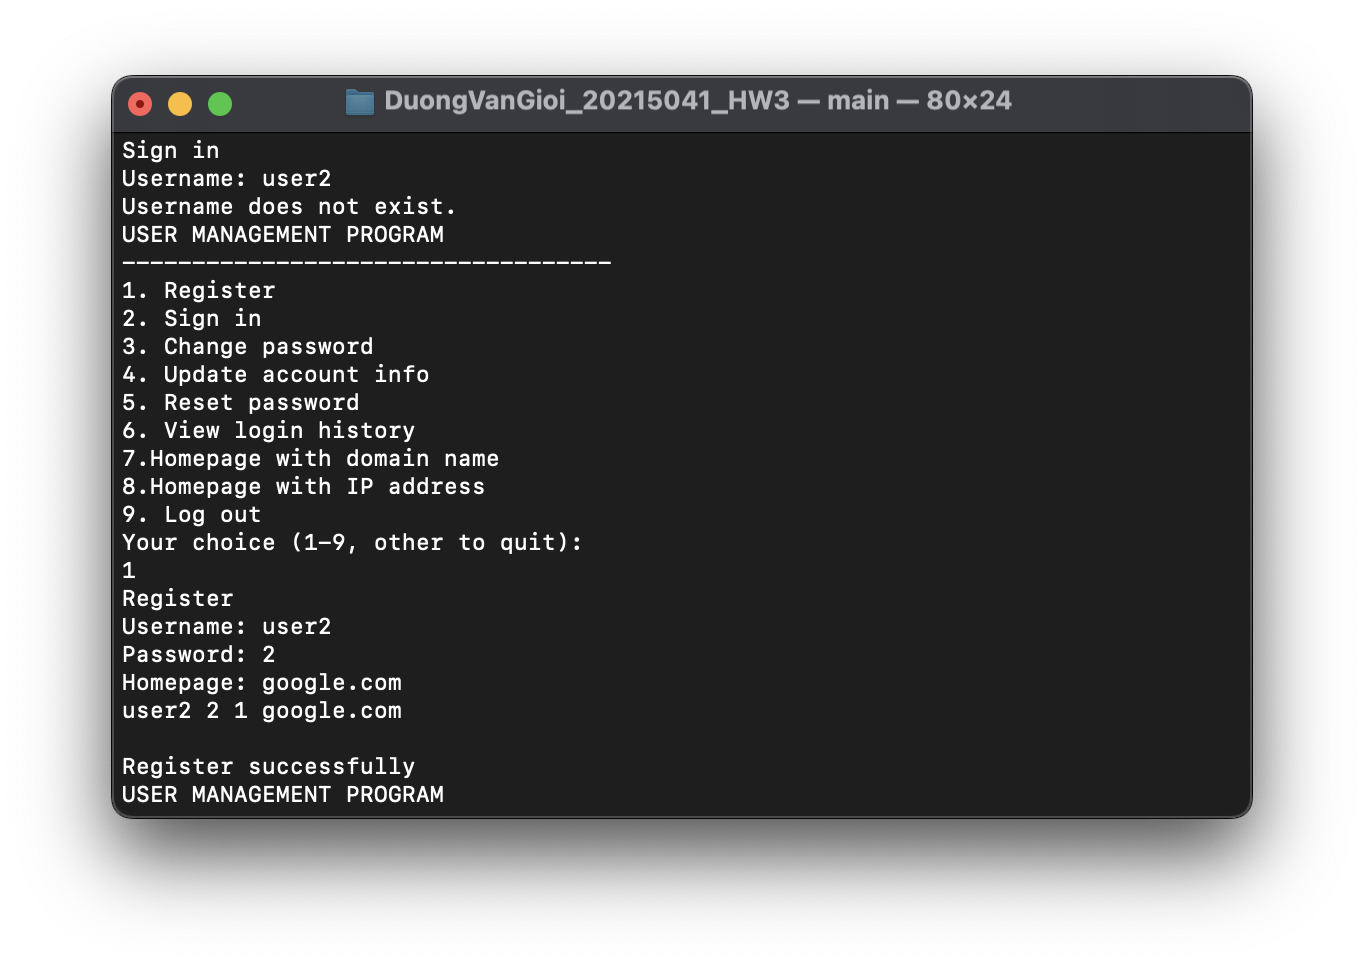 DuongVanGioi_20215041_HW3 — main — 80×24
Sign in
Username: user2
Username does not exist.
USER MANAGEMENT PROGRAM
-----------------------------------
1. Register
2. Sign in
3. Change password
4. Update account info
5. Reset password
6. View login history
7.Homepage with domain name
8.Homepage with IP address
9. Log out
Your choice (1-9, other to quit):
1
Register
Username: user2
Password: 2
Homepage: google.com
user2 2 1 google.com
Register successfully
USER MANAGEMENT PROGRAM